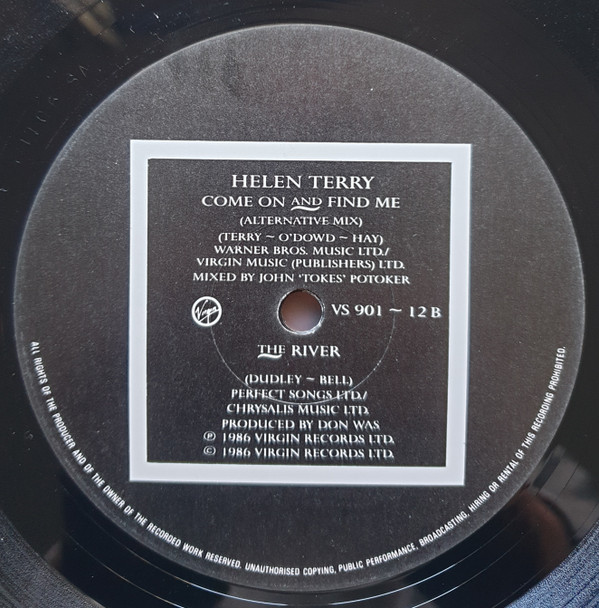 HELEN TERRY
COME ON AND FIND ME
(ALTERNATIVE MIX)
(TERRY ~ O'DOWD ~ HAY)
WARNER BROS. MUSIC LTD./
VIRGIN MUSIC (PUBLISHERS) LTD.
MIXED BY JOHN 'TOKES' POTOKER
Virgin
VS 901 ~ 12 B
THE RIVER
(DUDLEY ~ BELL)
PERFECT SONGS LTD./
CHRYSALIS MUSIC LTD.
PRODUCED BY DON WAS
℗ 1986 VIRGIN RECORDS LTD.
© 1986 VIRGIN RECORDS LTD.
ALL RIGHTS OF THE PRODUCER AND OF THE OWNER OF THE RECORDED WORK RESERVED. UNAUTHORISED COPYING, PUBLIC PERFORMANCE, BROADCASTING, HIRING OR RENTAL OF THIS RECORDING PROHIBITED.